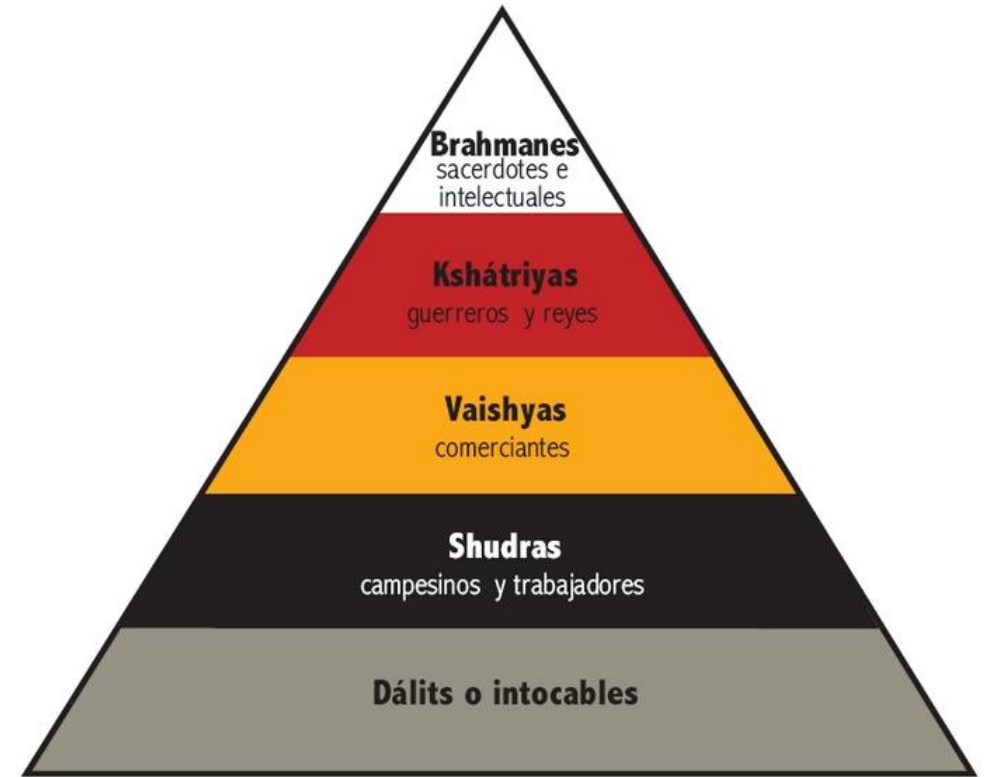 Brahmanes
sacerdotes e
intelectuales
Kshátriyas
guerreros y reyes
Vaishyas
comerciantes
Shudras
campesinos y trabajadores
Dálits o intocables